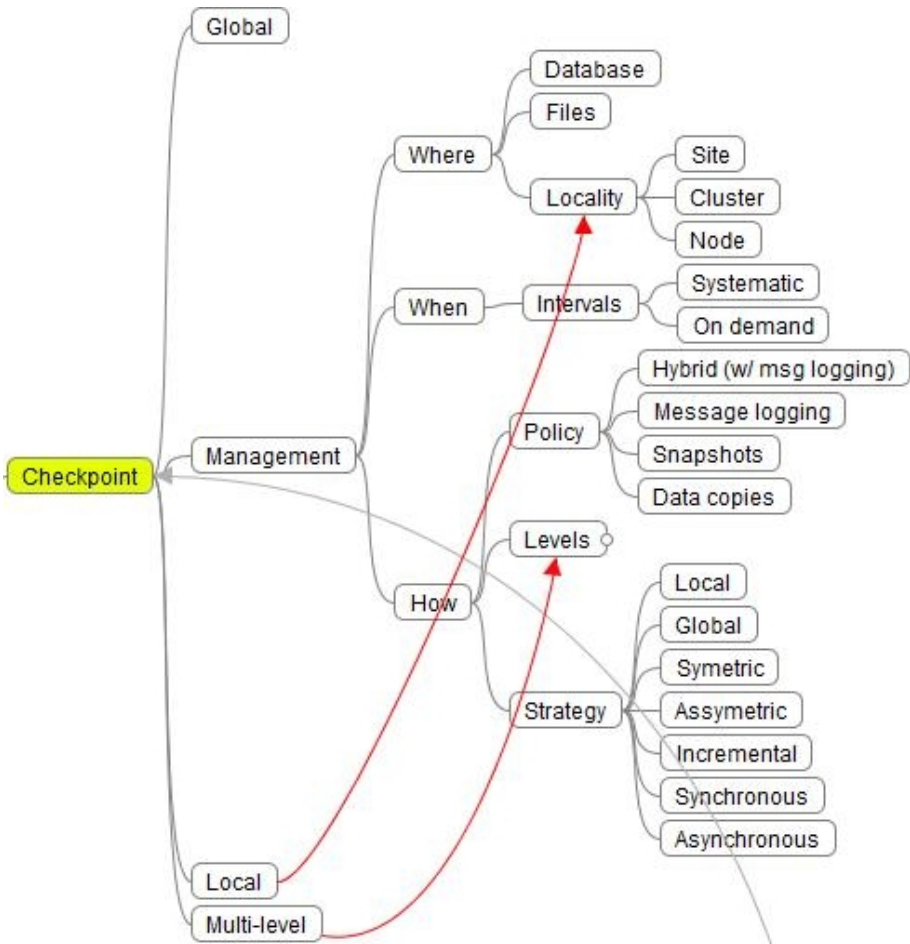 Global
Database
Files
Where
Site
Locality
Cluster
Node
Systematic
When
Intervals
On demand
Hybrid (w/ msg logging)
Message logging
Policy
Management
Snapshots
Checkpoint
Data copies
Levels
Local
How
Global
Symetric
Strategy
Assymetric
Incremental
Synchronous
Asynchronous
Local
Multi-level